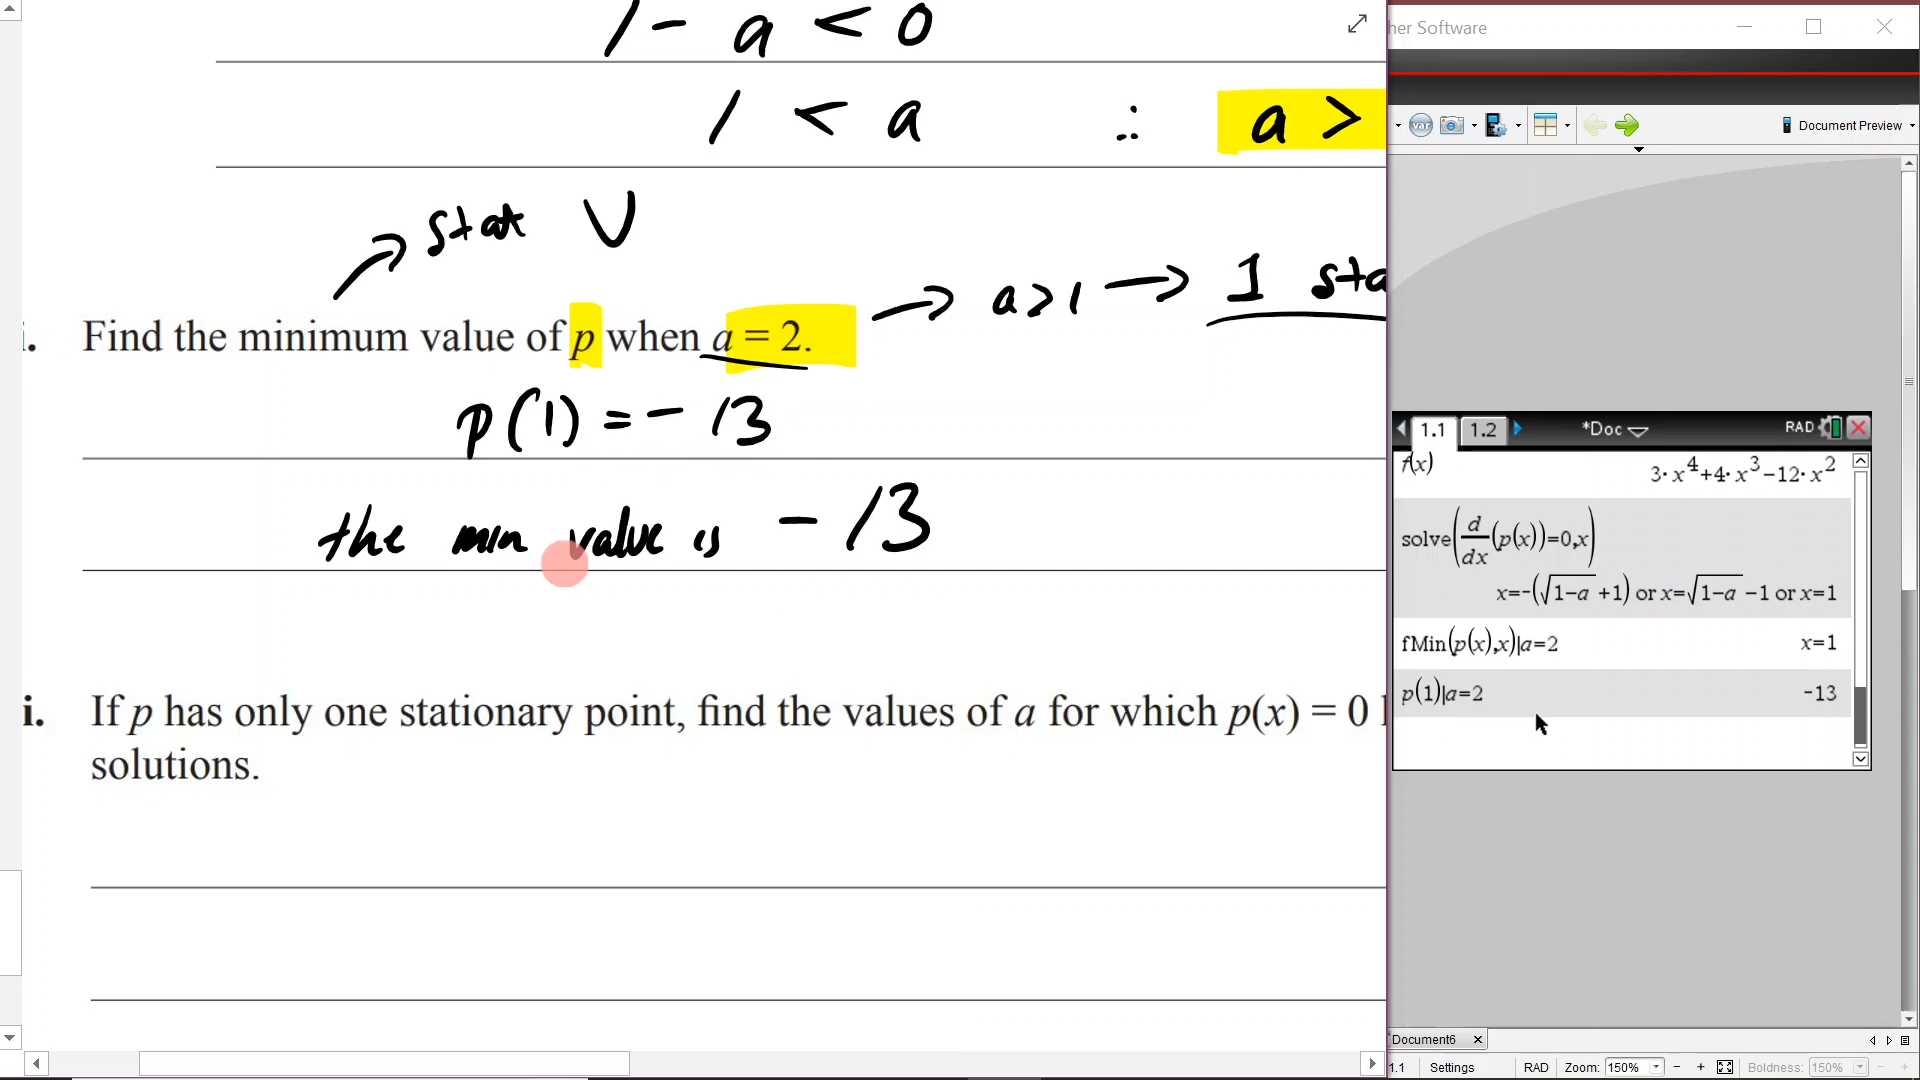 1 - a < 0
her Software
1 < a ∴ a >
Document Preview
stat V
a > 1 → 1 sta
i. Find the minimum value of p when a = 2.
p(1) = - 13
the min value is - 13
i. If p has only one stationary point, find the values of a for which p(x) = 0
solutions.
1.1 1.2 *Doc RAD
f(x) 3·x⁴+4·x³−12·x²
solve(d/dx(p(x))=0,x)
x=-(√1-a +1) or x=√1-a -1 or x=1
fMin(p(x),x)|a=2 x=1
p(1)|a=2 -13
Document6
1.1 Settings RAD Zoom: 150% Boldness: 150%